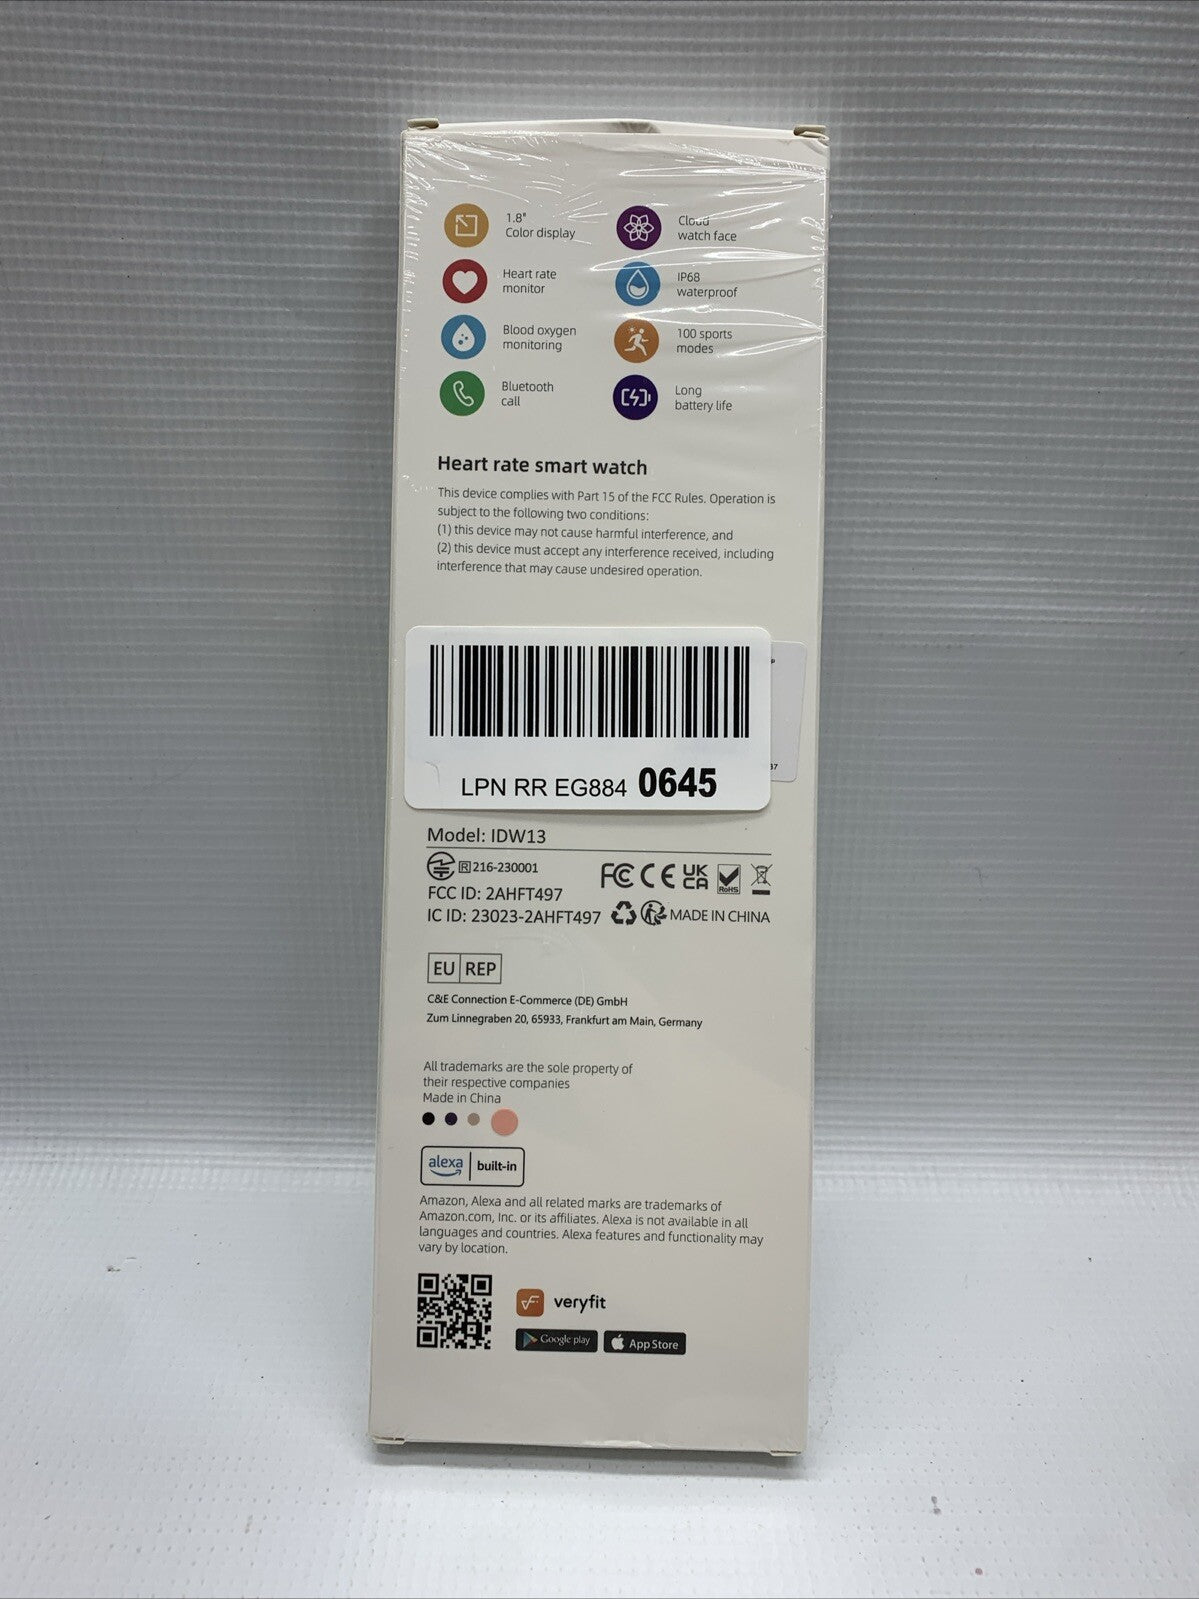 1.8"
Color display
Cloud
watch face
Heart rate
monitor
IP68
waterproof
Blood oxygen
monitoring
100 sports
modes
Bluetooth
call
Long
battery life
Heart rate smart watch
This device complies with Part 15 of the FCC Rules. Operation is
subject to the following two conditions:
(1) this device may not cause harmful interference, and
(2) this device must accept any interference received, including
interference that may cause undesired operation.
LPN RR EG884 0645
37
Model: IDW13
R 216-230001
FC CE UK CA RoHS
FCC ID: 2AHFT497
IC ID: 23023-2AHFT497 MADE IN CHINA
EU REP
C&E Connection E-Commerce (DE) GmbH
Zum Linnegraben 20, 65933, Frankfurt am Main, Germany
All trademarks are the sole property of
their respective companies
Made in China
alexa built-in
Amazon, Alexa and all related marks are trademarks of
Amazon.com, Inc. or its affiliates. Alexa is not available in all
languages and countries. Alexa features and functionality may
vary by location.
veryfit
Google play App Store